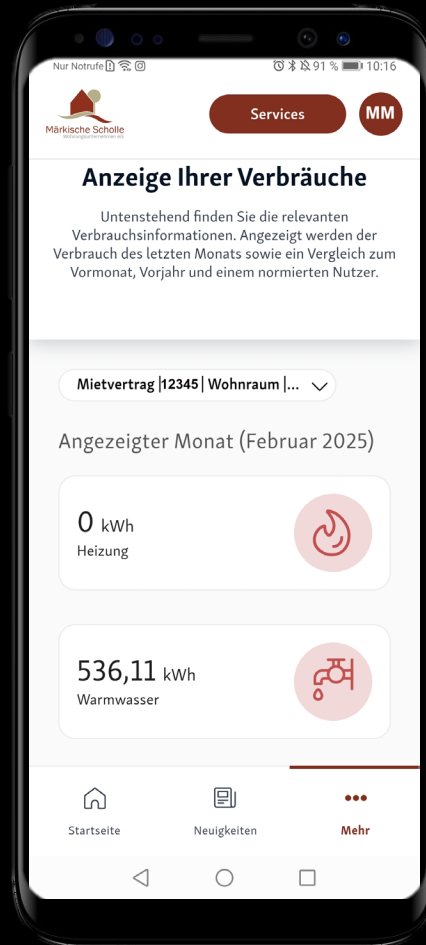 Nur Notrufe
91 % 10:16
Märkische Scholle
Wohnungsunternehmen eG
Services
MM
Anzeige Ihrer Verbräuche
Untenstehend finden Sie die relevanten
Verbrauchsinformationen. Angezeigt werden der
Verbrauch des letzten Monats sowie ein Vergleich zum
Vormonat, Vorjahr und einem normierten Nutzer.
Mietvertrag |12345| Wohnraum |...
Angezeigter Monat (Februar 2025)
0 kWh
Heizung
536,11 kWh
Warmwasser
Startseite
Neuigkeiten
Mehr